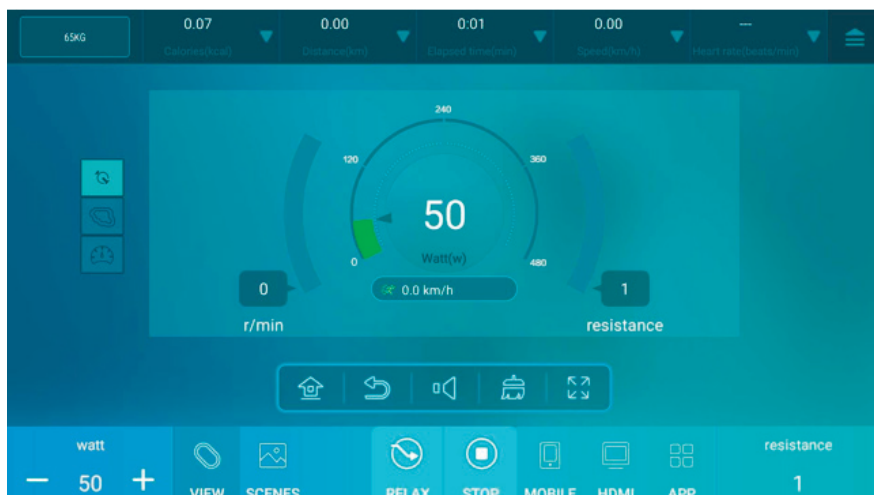 65KG
0.07
Calories(kcal)
0.00
Distance(km)
0:01
Elapsed time(min)
0.00
Speed(km/h)
---
Heart rate(beats/min)
240
120
360
50
Watt(w)
0
480
0.0 km/h
0
r/min
1
resistance
watt
— 50 +
VIEW
SCENES
RELAX
STOP
MOBILE
HDMI
APP
resistance
1